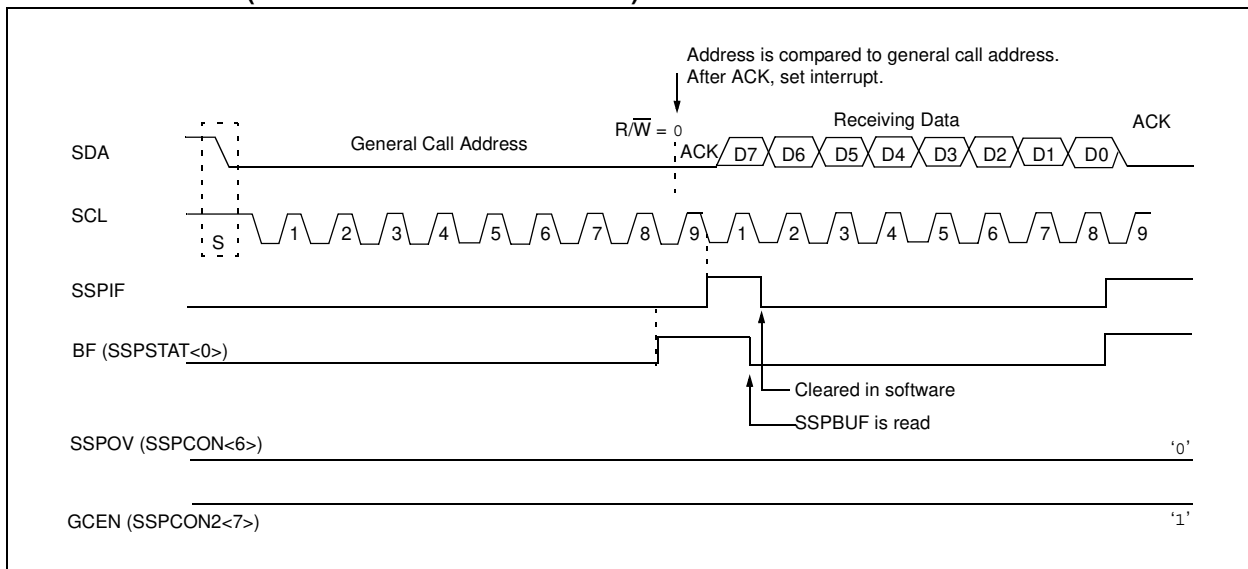 Address is compared to general call address.
After ACK, set interrupt.
R/W = 0
Receiving Data
ACK
SDA
General Call Address
ACK D7 D6 D5 D4 D3 D2 D1 D0
SCL
S
1 2 3 4 5 6 7 8 9 1 2 3 4 5 6 7 8 9
SSPIF
BF (SSPSTAT<0>)
Cleared in software
SSPBUF is read
SSPOV (SSPCON<6>)
‘0’
GCEN (SSPCON2<7>)
‘1’